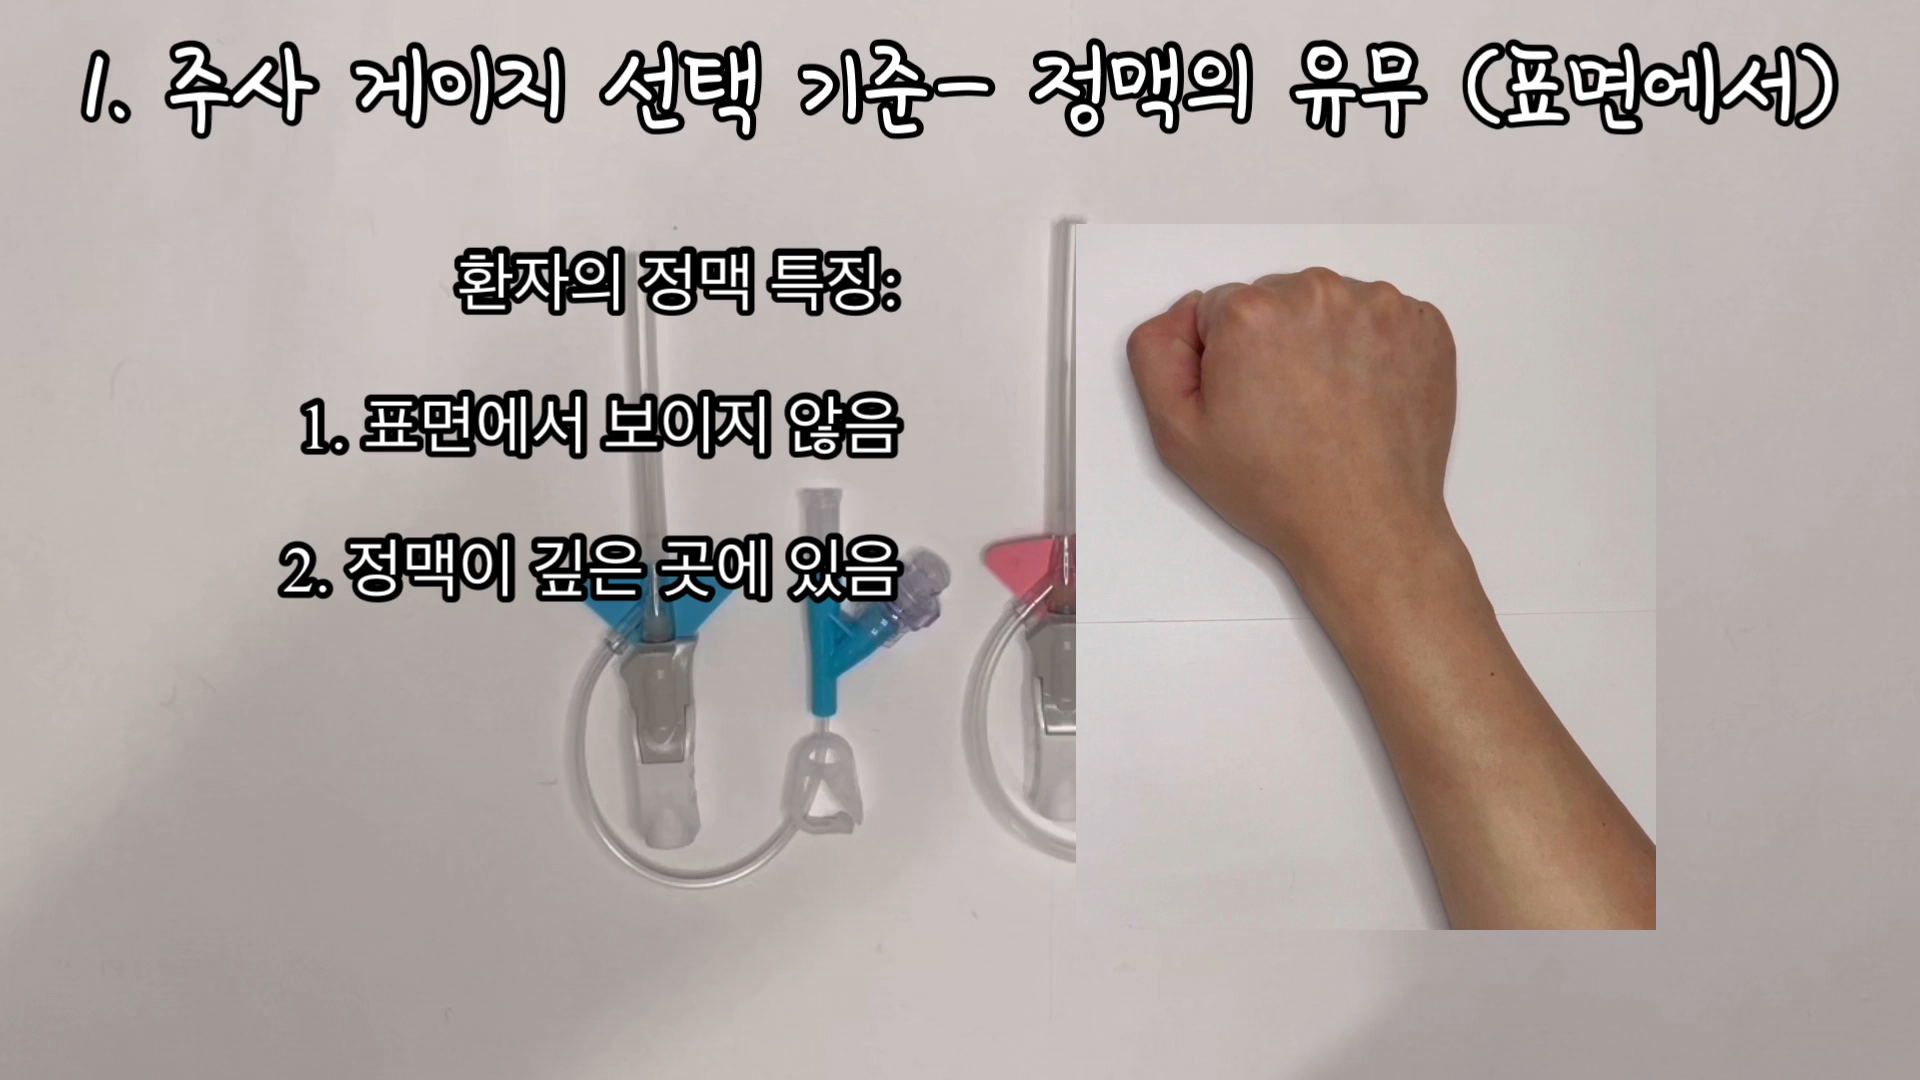 1. 주사 게이지 선택 기준- 정맥의 유무 (표면에서)
환자의 정맥 특징:
1. 표면에서 보이지 않음
2. 정맥이 깊은 곳에 있음